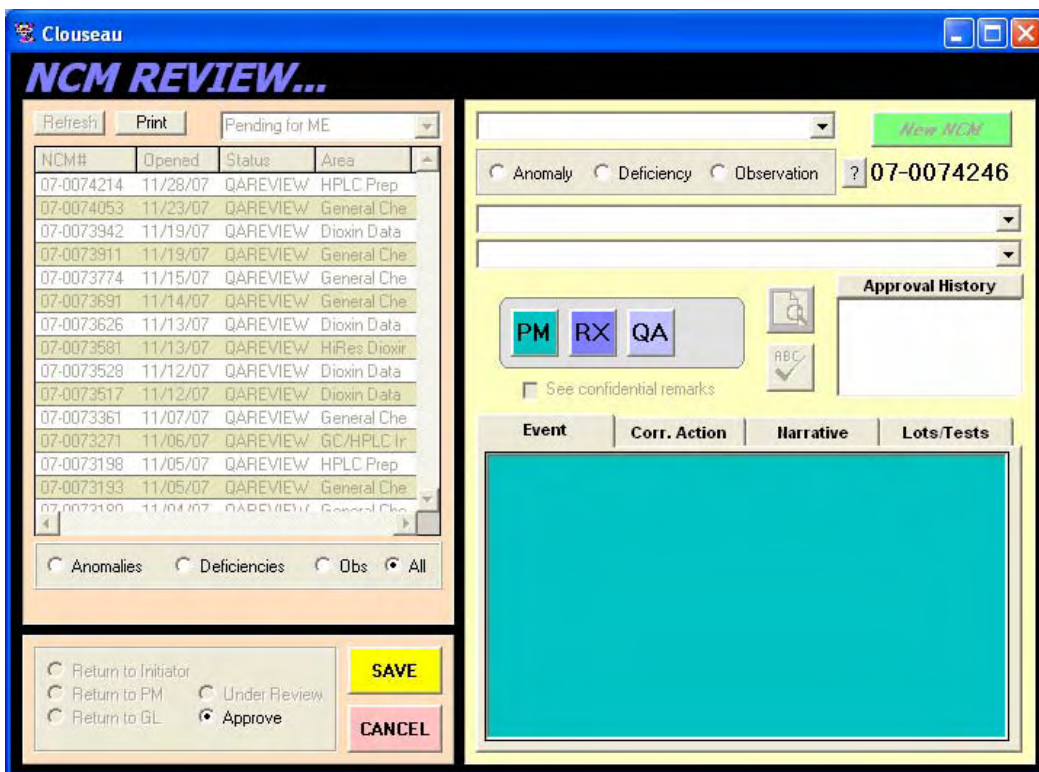 Clouseau
NCM REVIEW...
Refresh Print Pending for ME
NCM# Opened Status Area
07-0074214 11/28/07 QAREVIEW HPLC Prep
07-0074053 11/23/07 QAREVIEW General Che
07-0073942 11/19/07 QAREVIEW Dioxin Data
07-0073911 11/19/07 QAREVIEW General Che
07-0073774 11/15/07 QAREVIEW General Che
07-0073691 11/14/07 QAREVIEW General Che
07-0073626 11/13/07 QAREVIEW Dioxin Data
07-0073581 11/13/07 QAREVIEW HiRes Dioxir
07-0073528 11/12/07 QAREVIEW Dioxin Data
07-0073517 11/12/07 QAREVIEW Dioxin Data
07-0073361 11/07/07 QAREVIEW General Che
07-0073271 11/06/07 QAREVIEW GC/HPLC Ir
07-0073198 11/05/07 QAREVIEW HPLC Prep
07-0073193 11/05/07 QAREVIEW General Che
07-0073180 11/04/07 QAREVIEW General Che
Anomalies Deficiencies Obs All
Return to Initiator
Return to PM Under Review
Return to GL Approve
SAVE
CANCEL
New NCM
Anomaly Deficiency Observation ? 07-0074246
Approval History
PM RX QA
ABC
See confidential remarks
Event Corr. Action Narrative Lots/Tests